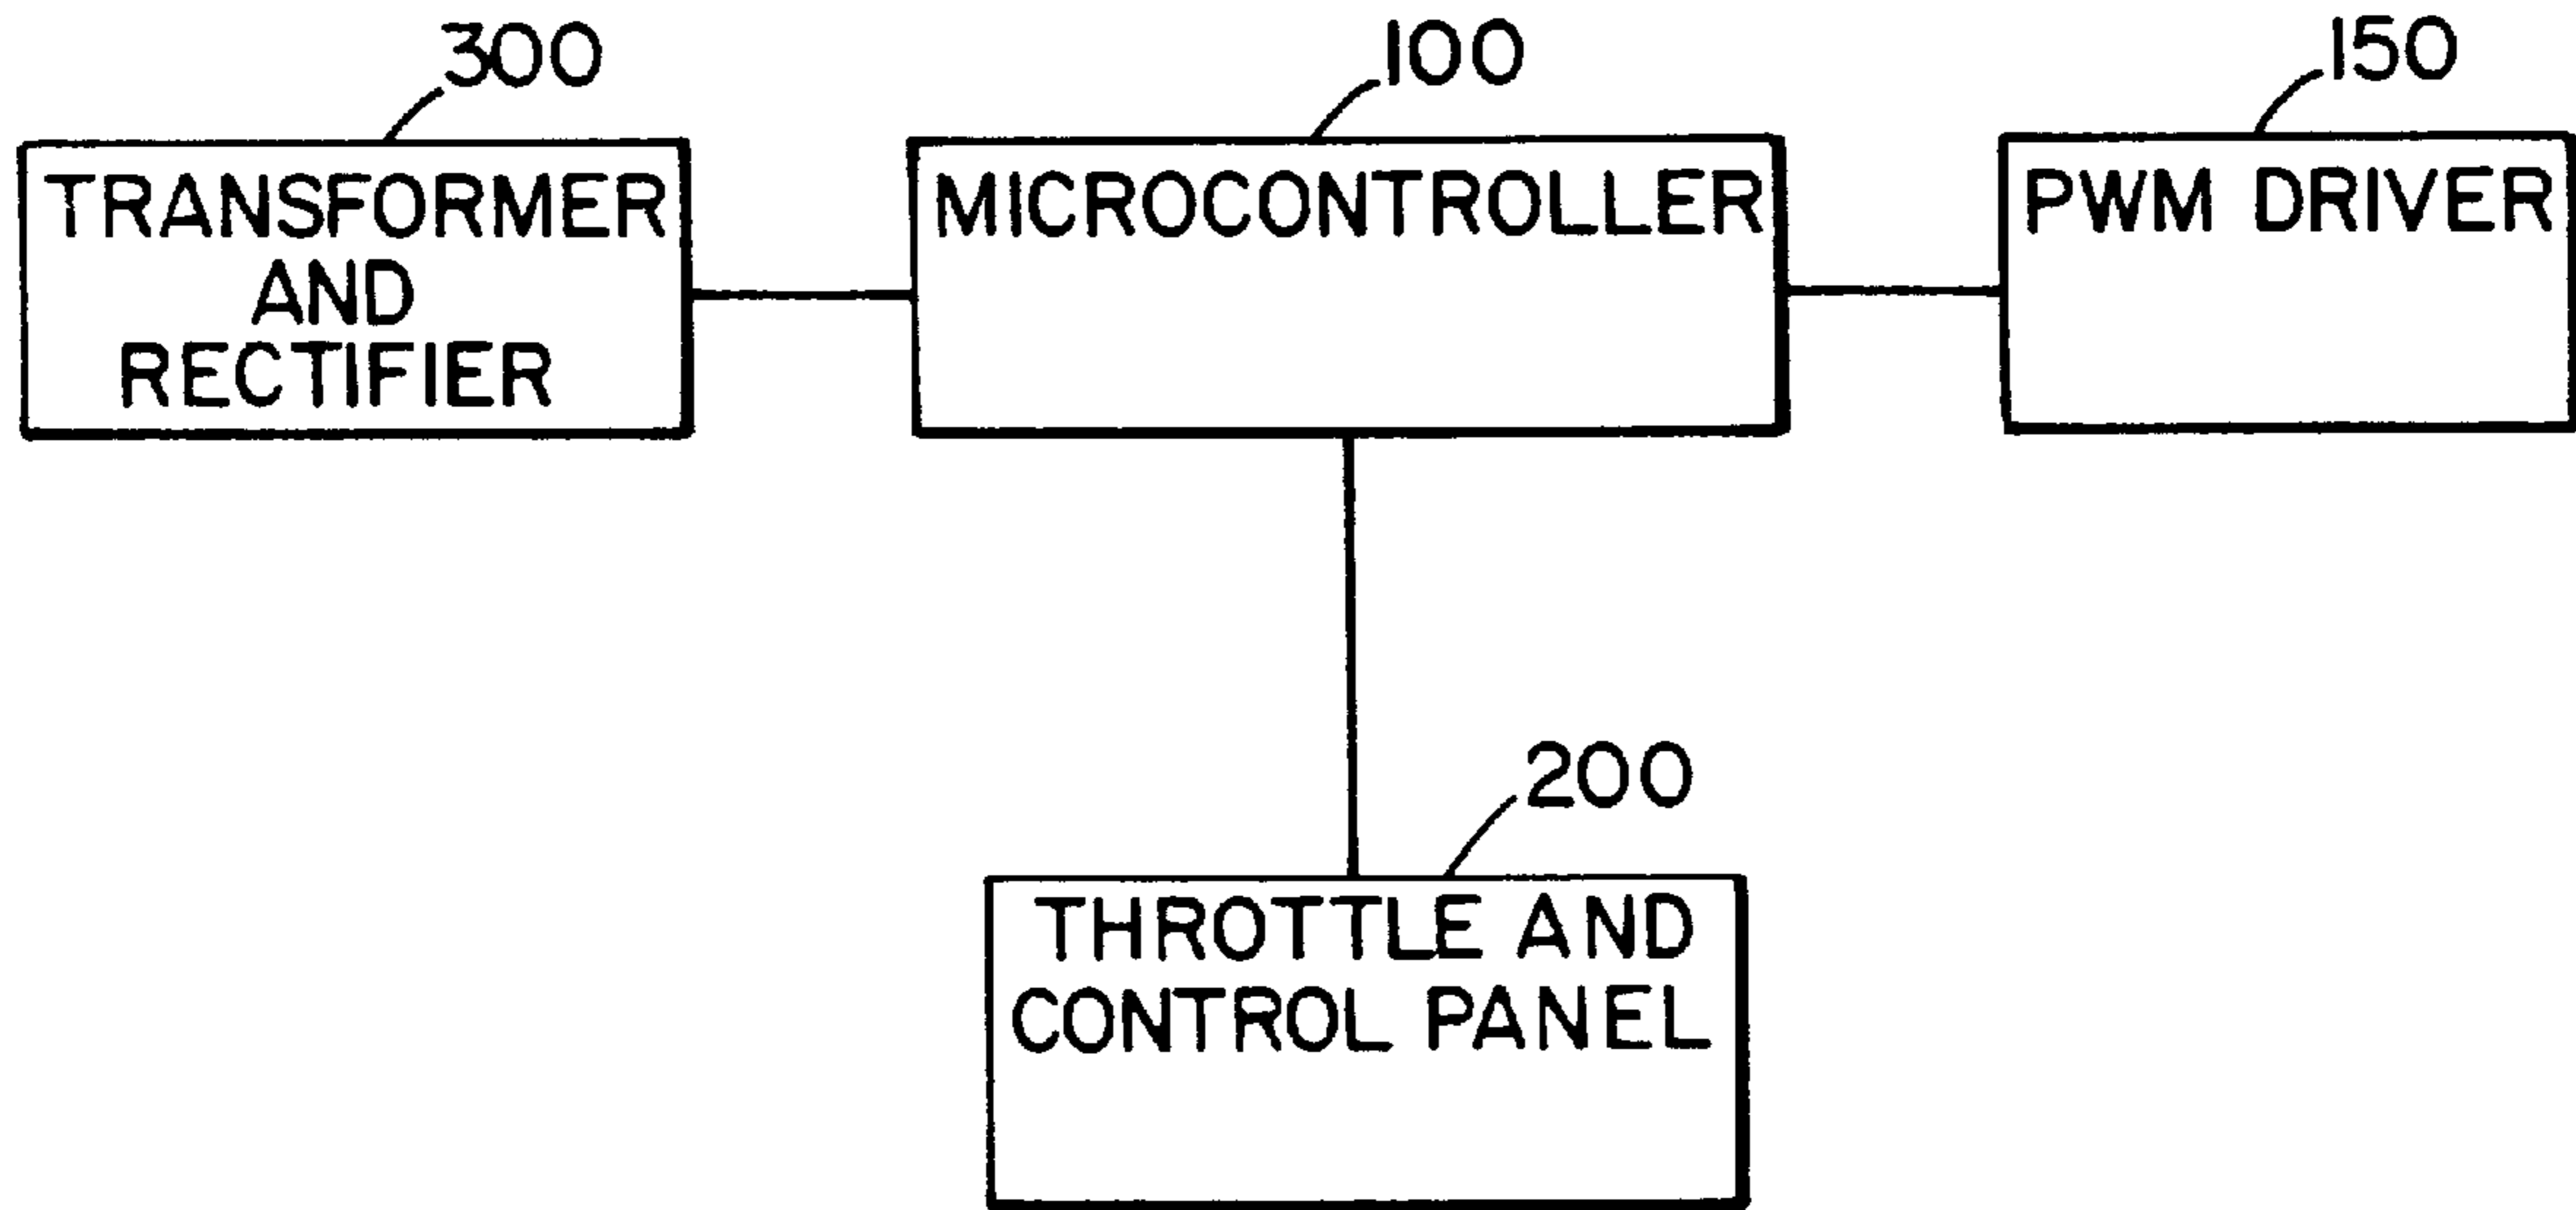 300
100
150
TRANSFORMER
AND
RECTIFIER
MICROCONTROLLER
PWM DRIVER
200
THROTTLE AND
CONTROL PANEL